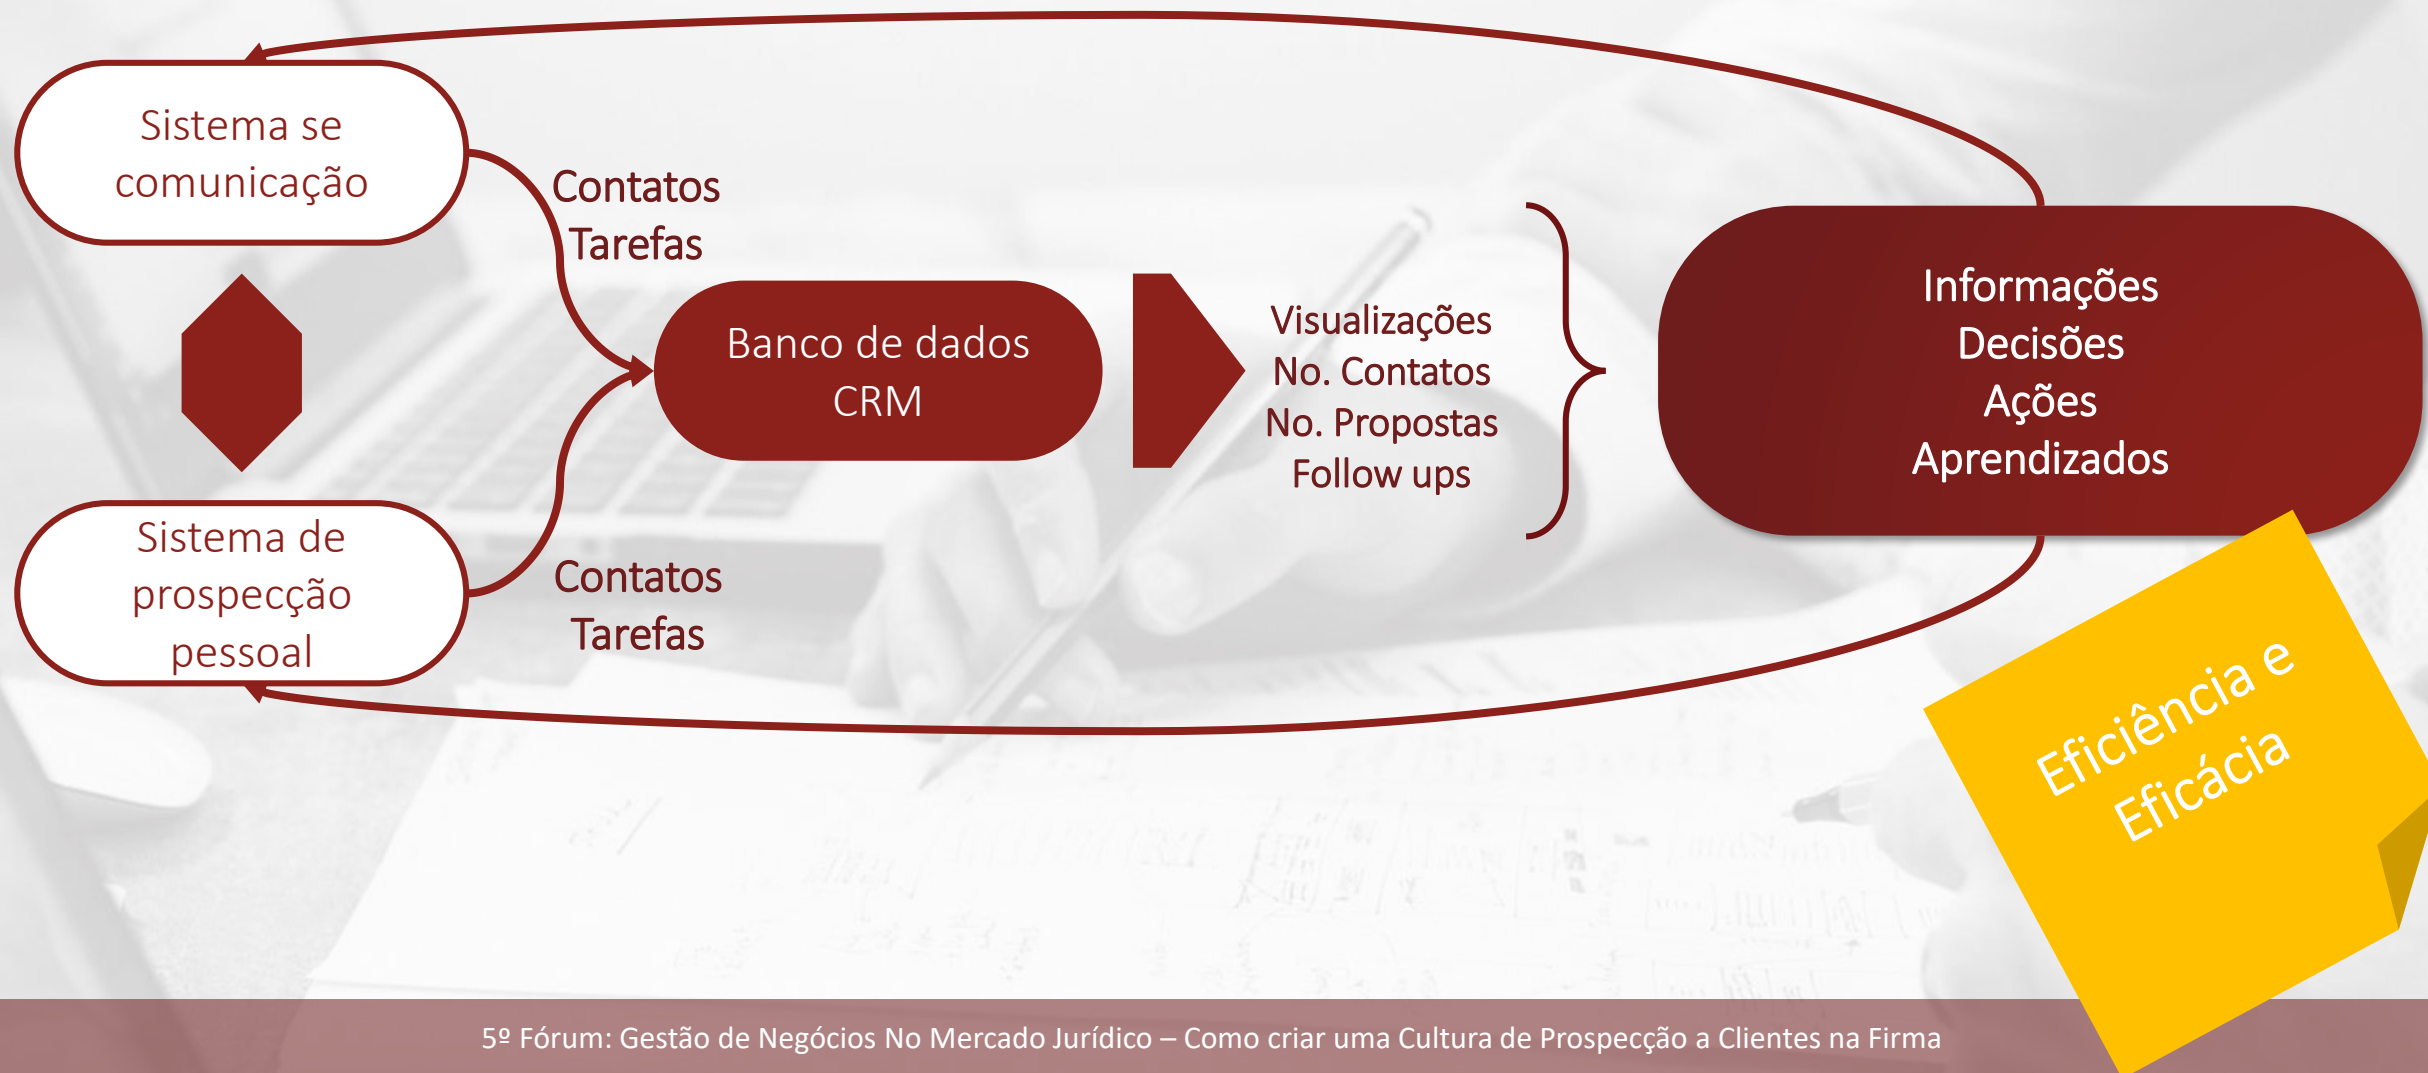 Sistema se
comunicação
Contatos
Tarefas
Banco de dados
CRM
Sistema de
prospecção
pessoal
Contatos
Tarefas
Visualizações
No. Contatos
No. Propostas
Follow ups
Informações
Decisões
Ações
Aprendizados
Eficiência e
Eficácia
5º Fórum: Gestão de Negócios No Mercado Jurídico – Como criar uma Cultura de Prospecção a Clientes na Firma